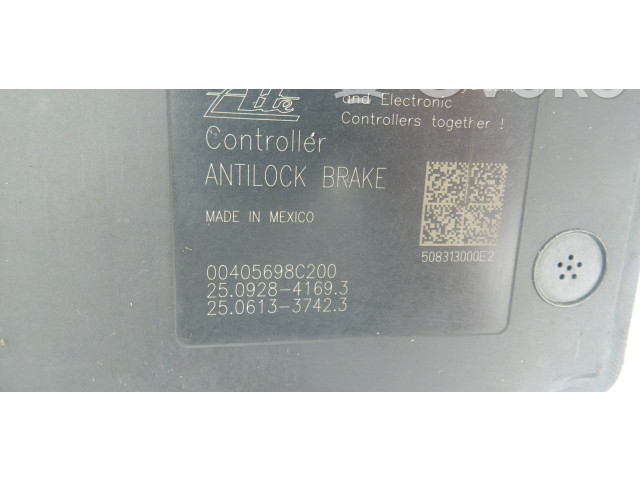 Ate
and Electronic
Controllers together !
Controller
ANTILOCK BRAKE
MADE IN MEXICO
508313000E2
00405698C200
25.0928-4169.3
25.0613-3742.3